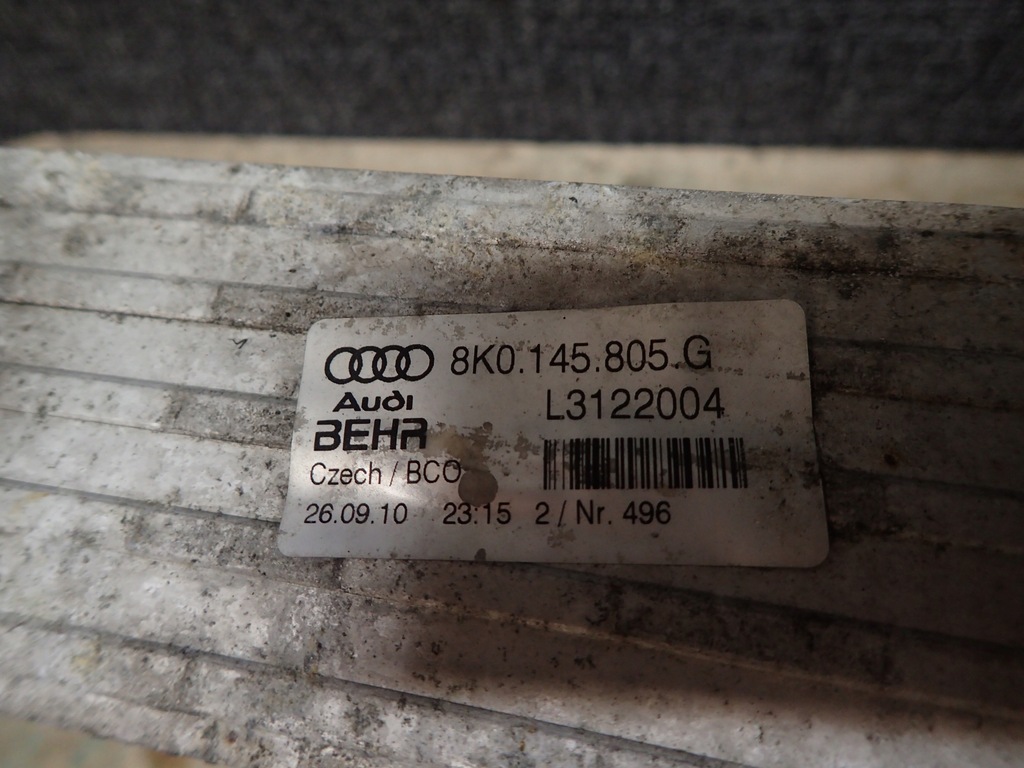 8K0.145.805.G
Audi
L3122004
BEHR
Czech / BCO
26.09.10 23:15 2 / Nr. 496